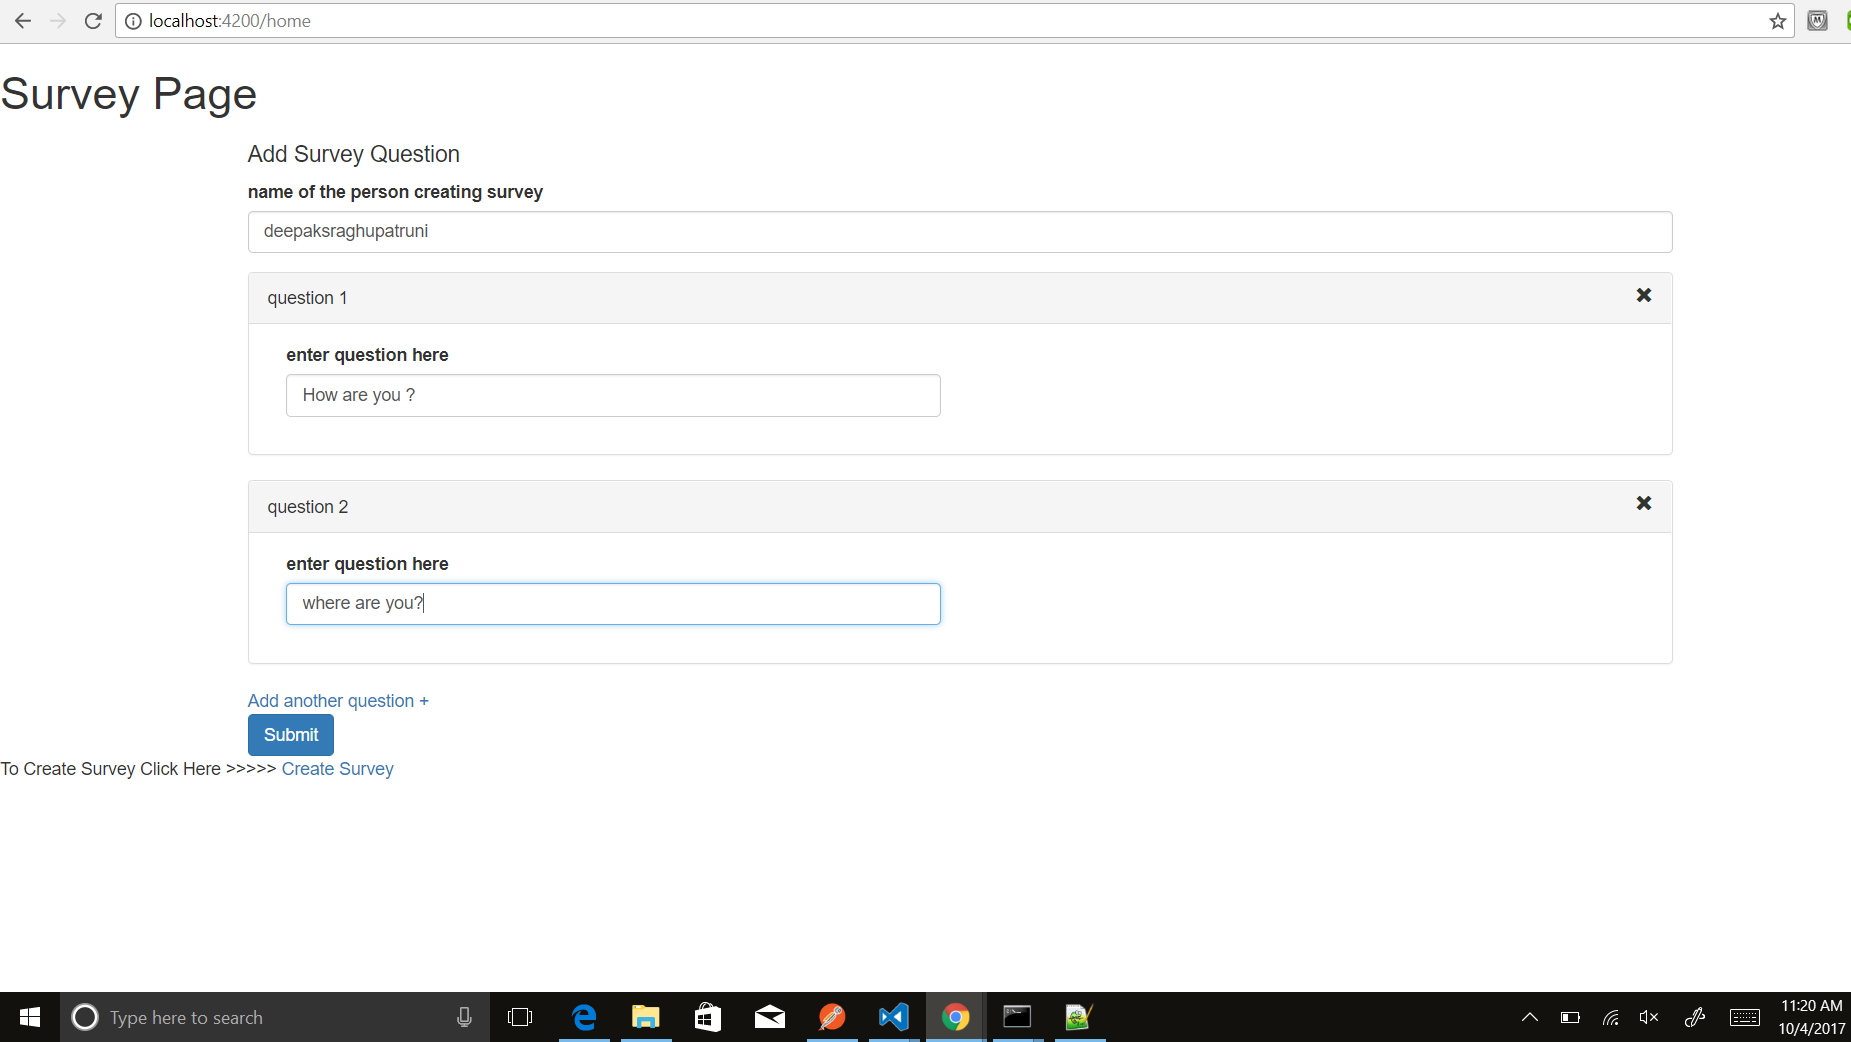 localhost:4200/home
Survey Page
Add Survey Question
name of the person creating survey
deepaksraghupatruni
question 1
enter question here
How are you ?
question 2
enter question here
where are you?
Add another question +
Submit
To Create Survey Click Here >>>>> Create Survey
Type here to search
11:20 AM
10/4/2017